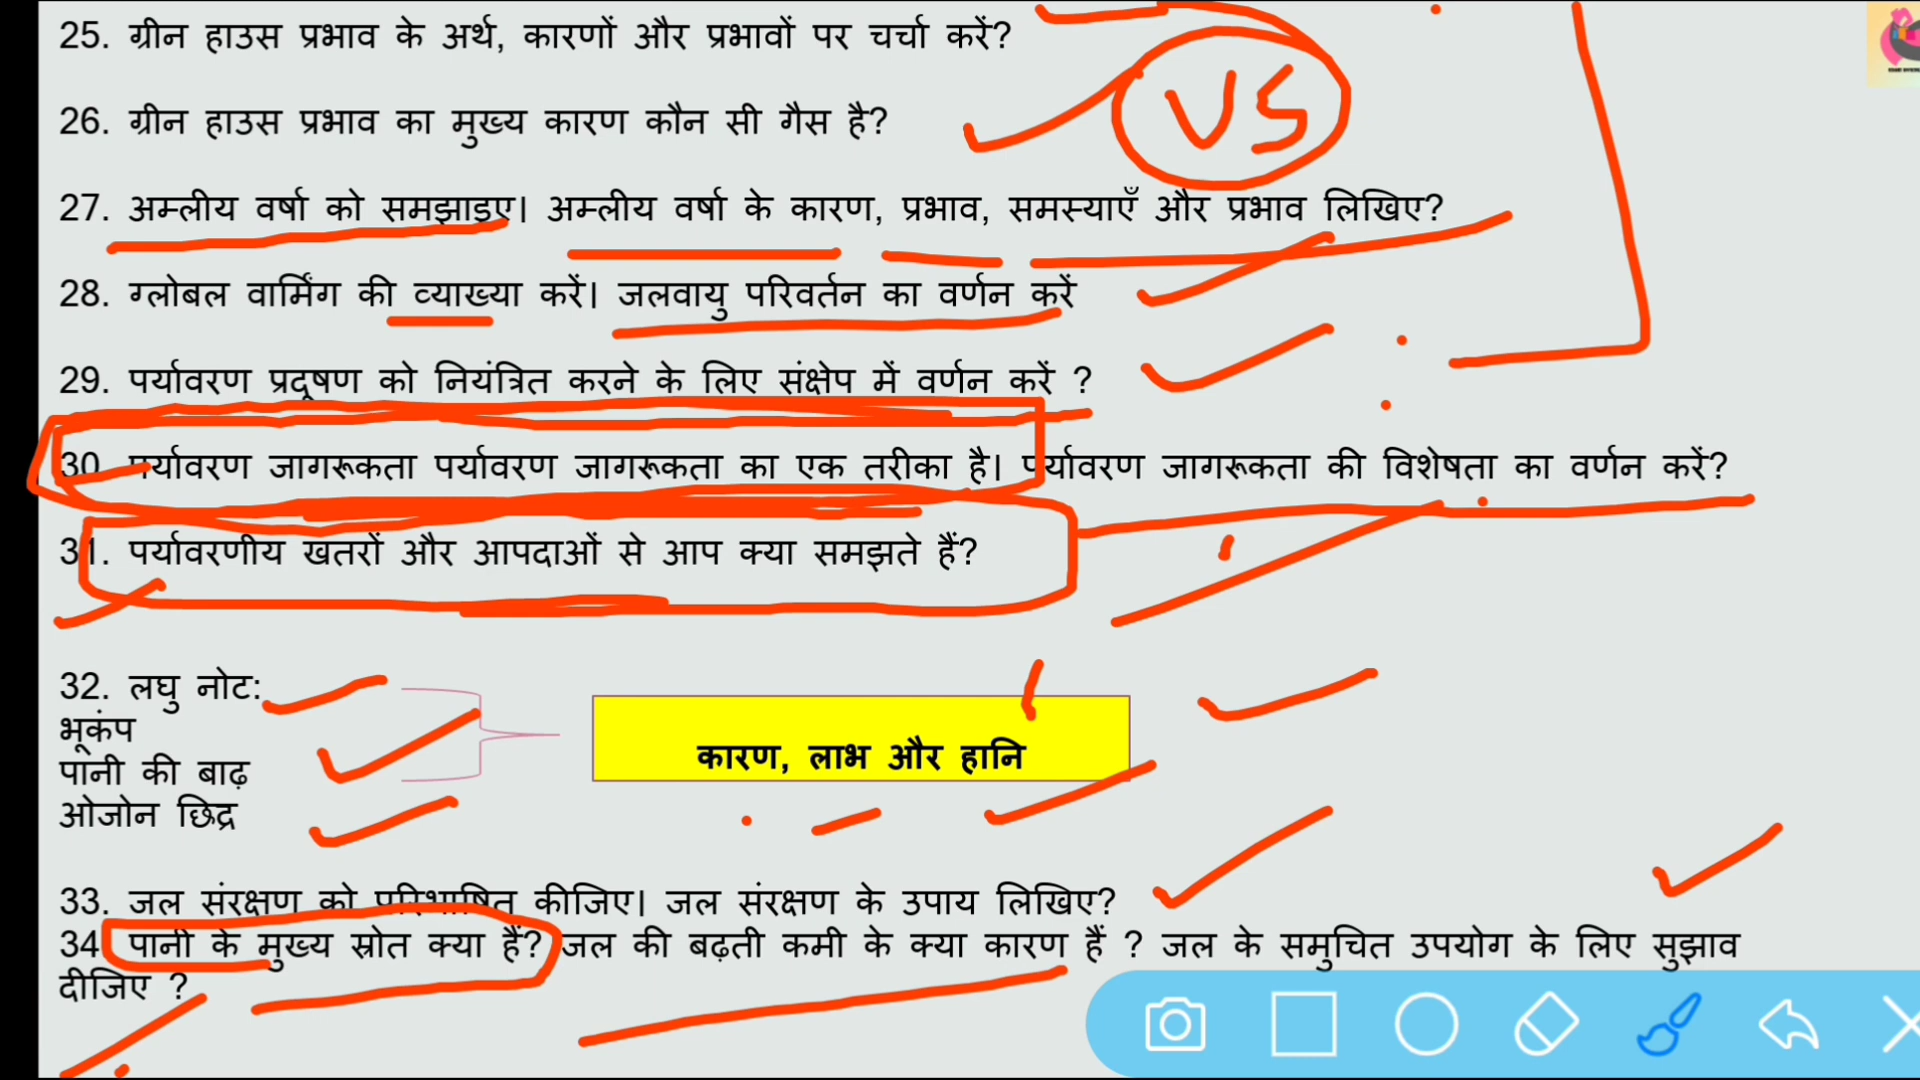 25. ग्रीन हाउस प्रभाव के अर्थ, कारणों और प्रभावों पर चर्चा करें?
VS
26. ग्रीन हाउस प्रभाव का मुख्य कारण कौन सी गैस है?
27. अम्लीय वर्षा को समझाइए। अम्लीय वर्षा के कारण, प्रभाव, समस्याएँ और प्रभाव लिखिए?
28. ग्लोबल वार्मिंग की व्याख्या करें। जलवायु परिवर्तन का वर्णन करें
29. पर्यावरण प्रदूषण को नियंत्रित करने के लिए संक्षेप में वर्णन करें ?
30. पर्यावरण जागरूकता पर्यावरण जागरूकता का एक तरीका है। पर्यावरण जागरूकता की विशेषता का वर्णन करें?
31. पर्यावरणीय खतरों और आपदाओं से आप क्या समझते हैं?
32. लघु नोट:
भूकंप
पानी की बाढ़
ओजोन छिद्र
कारण, लाभ और हानि
33. जल संरक्षण को परिभाषित कीजिए। जल संरक्षण के उपाय लिखिए?
34. पानी के मुख्य स्रोत क्या हैं? जल की बढ़ती कमी के क्या कारण हैं ? जल के समुचित उपयोग के लिए सुझाव
दीजिए ?